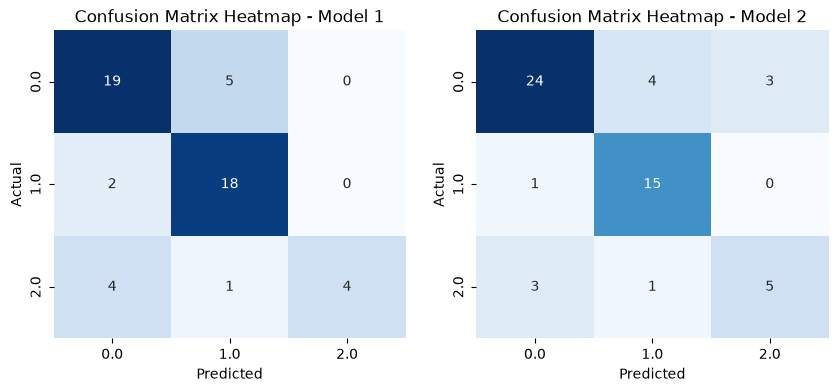 Confusion Matrix Heatmap - Model 1
0.0 19 5 0
1.0 2 18 0
2.0 4 1 4
Actual
0.0 1.0 2.0
Predicted
Confusion Matrix Heatmap - Model 2
0.0 24 4 3
1.0 1 15 0
2.0 3 1 5
Actual
0.0 1.0 2.0
Predicted